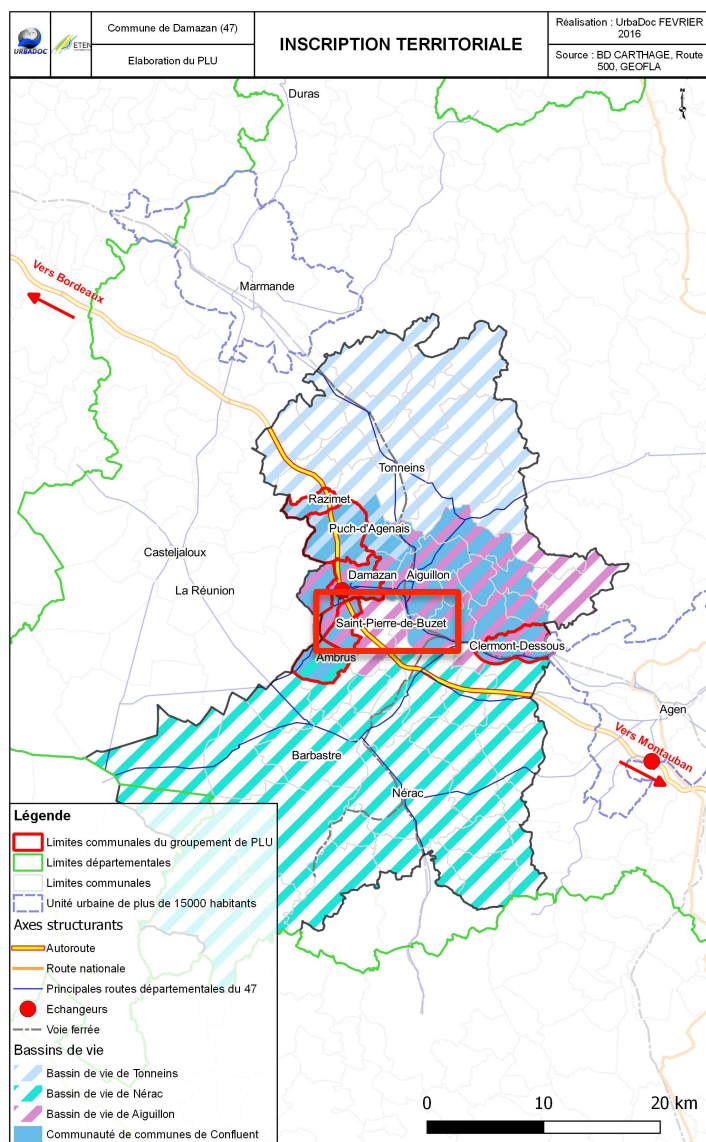 URBADOC
ETEN
Commune de Damazan (47)
Elaboration du PLU
INSCRIPTION TERRITORIALE
Réalisation : UrbaDoc FEVRIER
2016
Source : BD CARTHAGE, Route
500, GEOFLA
N
Duras
Vers Bordeaux
Marmande
Tonneins
Razimet
Puch-d'Agenais
Casteljaloux
Damazan
Aiguillon
La Réunion
Saint-Pierre-de-Buzet
Clermont-Dessous
Ambrus
Agen
Vers Montauban
Barbastre
Nérac
Légende
Limites communales du groupement de PLU
Limites départementales
Limites communales
Unité urbaine de plus de 15000 habitants
Axes structurants
Autoroute
Route nationale
Principales routes départementales du 47
Echangeurs
Voie ferrée
Bassins de vie
Bassin de vie de Tonneins
Bassin de vie de Nérac
Bassin de vie de Aiguillon
Communauté de communes de Confluent
0 10 20 km